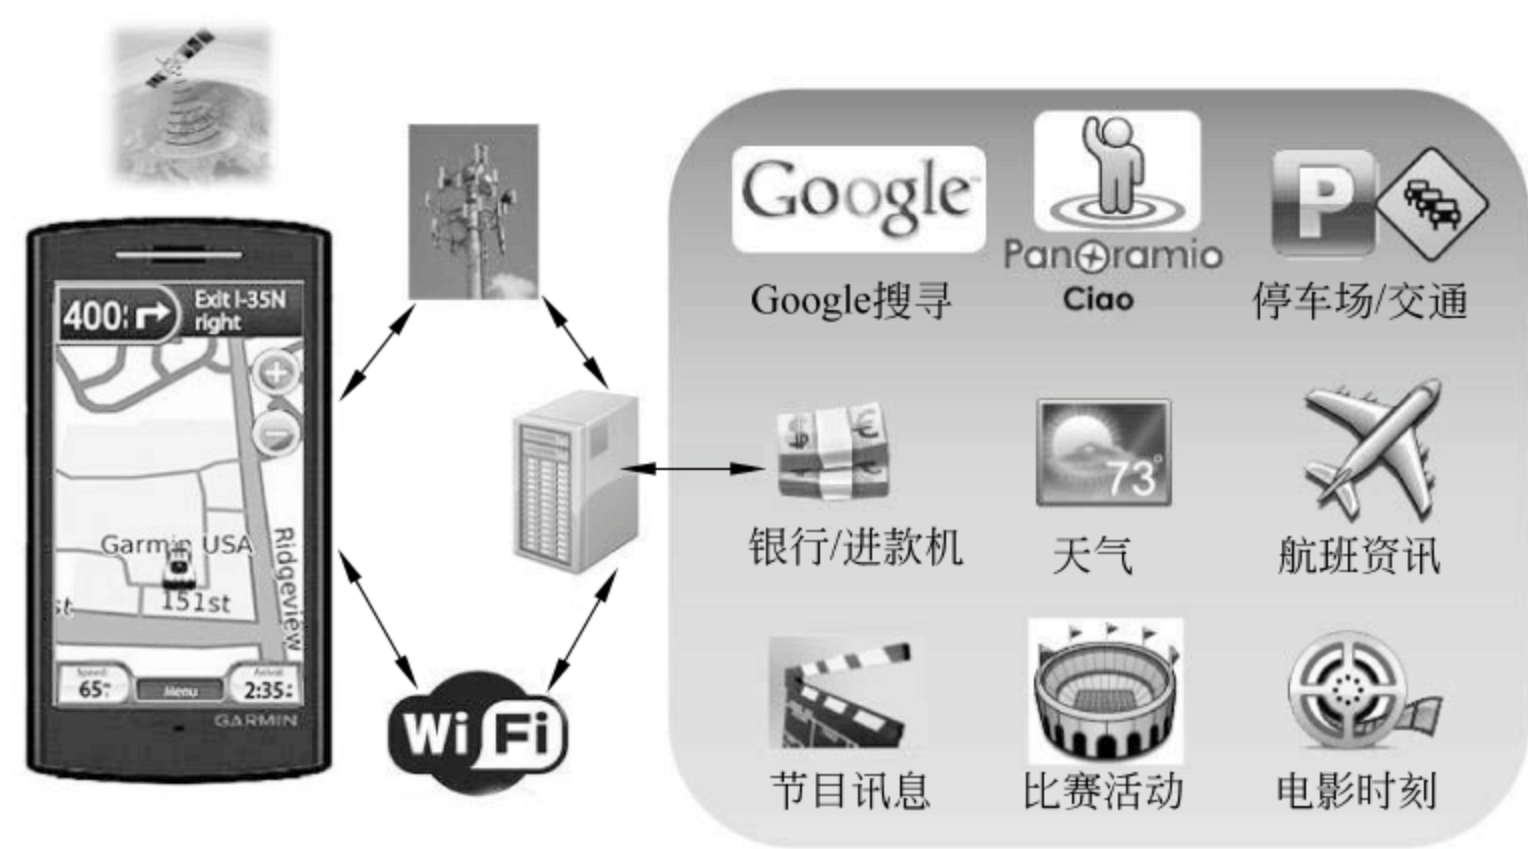 400
Exit I-35N
right
Garmin USA
151st
Ridgeview
st
Speed
65
Menu
Arrival
2:35
GARMIN
Wi Fi
Google
Panoramio
Ciao
P
Google搜寻
停车场/交通
$
€
73°
银行/进款机
天气
航班资讯
节目讯息
比赛活动
电影时刻